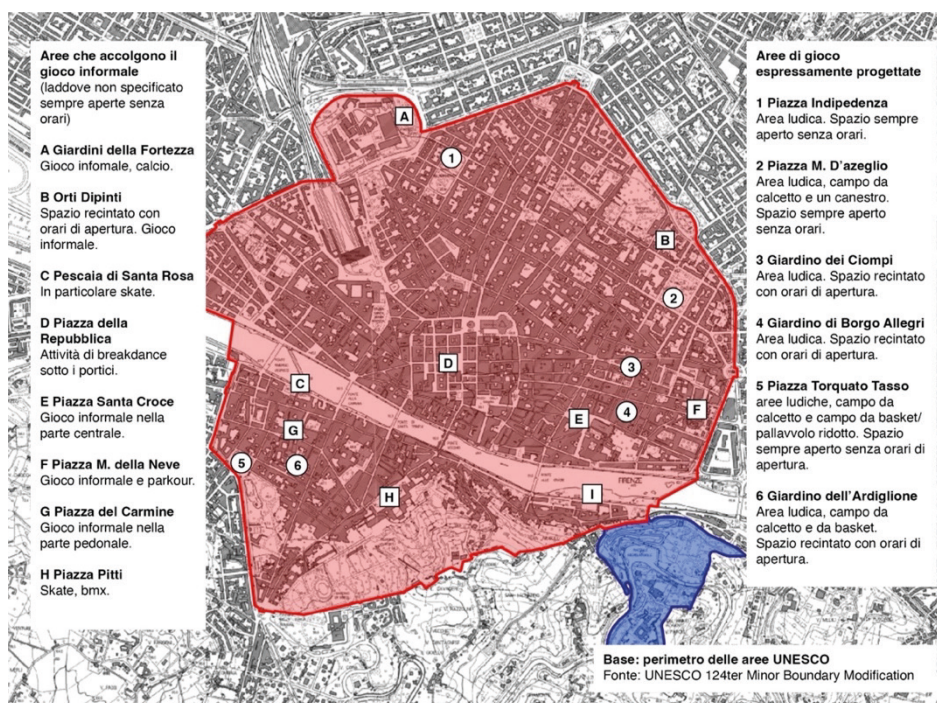 Aree che accolgono il
gioco informale
(laddove non specificato
sempre aperte senza
orari)
A Giardini della Fortezza
Gioco infomale, calcio.
B Orti Dipinti
Spazio recintato con
orari di apertura. Gioco
informale.
C Pescaia di Santa Rosa
In particolare skate.
D Piazza della
Repubblica
Attività di breakdance
sotto i portici.
E Piazza Santa Croce
Gioco informale nella
parte centrale.
F Piazza M. della Neve
Gioco informale e parkour.
G Piazza del Carmine
Gioco informale nella
parte pedonale.
H Piazza Pitti
Skate, bmx.
A
1
B
2
D
3
C
E
4
F
G
5
6
H
I
FIRENZE
Aree di gioco
espressamente progettate
1 Piazza Indipedenza
Area ludica. Spazio sempre
aperto senza orari.
2 Piazza M. D'azeglio
Area ludica, campo da
calcetto e un canestro.
Spazio sempre aperto
senza orari.
3 Giardino dei Ciompi
Area ludica. Spazio recintato
con orari di apertura.
4 Giardino di Borgo Allegri
Area ludica. Spazio recintato
con orari di apertura.
5 Piazza Torquato Tasso
aree ludiche, campo da
calcetto e campo da basket/
pallavvolo ridotto. Spazio
sempre aperto senza orari di
apertura.
6 Giardino dell'Ardiglione
Area ludica, campo da
calcetto e da basket.
Spazio recintato con orari di
apertura.
Base: perimetro delle aree UNESCO
Fonte: UNESCO 124ter Minor Boundary Modification